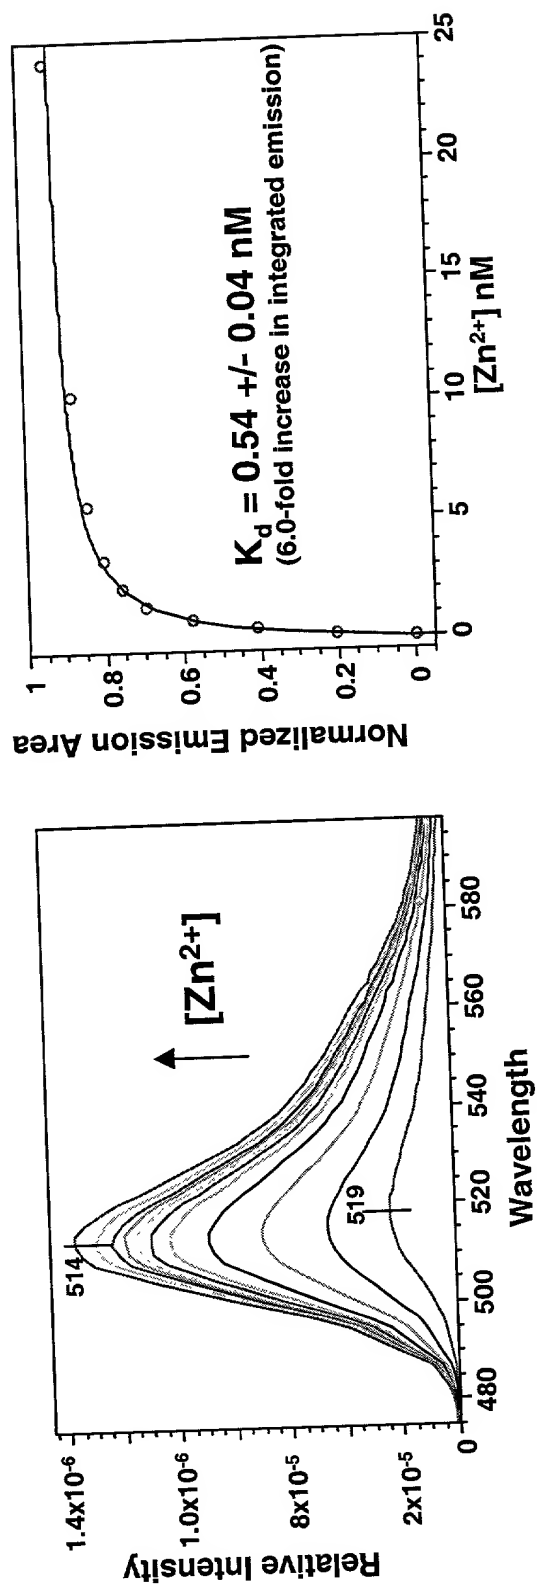 Relative Intensity
1.4x10⁻⁶
1.0x10⁻⁶
8x10⁻⁵
2x10⁻⁵
0
514
519
[Zn²⁺]
480
500
520
540
560
580
Wavelength
Normalized Emission Area
1
0.8
0.6
0.4
0.2
0
K_d = 0.54 +/- 0.04 nM
(6.0-fold increase in integrated emission)
0
5
10
15
20
25
[Zn²⁺] nM